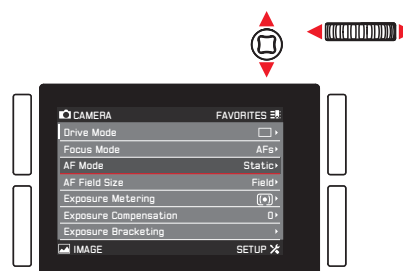 CAMERA FAVORITES
Drive Mode
Focus Mode AFs
AF Mode Static
AF Field Size Field
Exposure Metering
Exposure Compensation 0
Exposure Bracketing
IMAGE SETUP